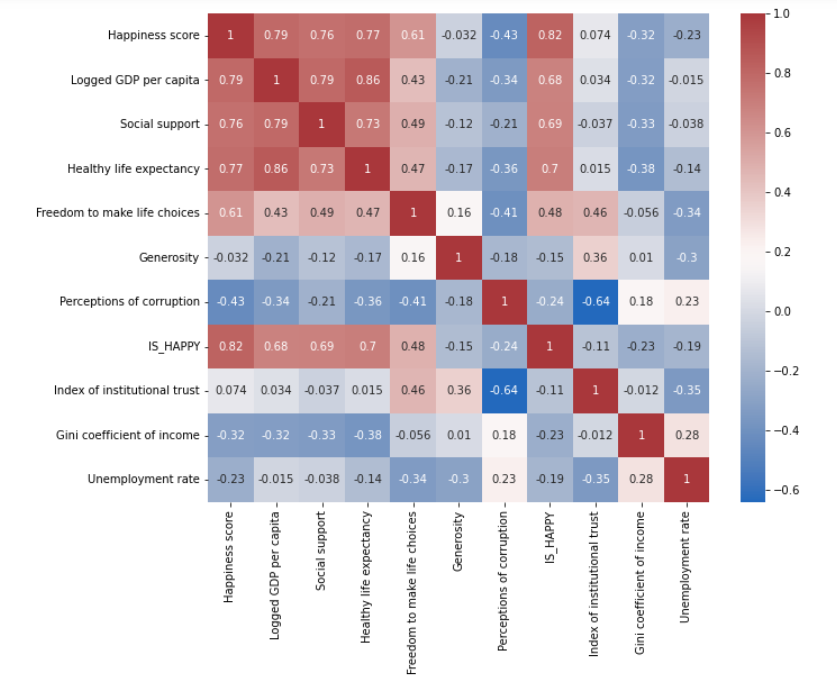 Happiness score 1 0.79 0.76 0.77 0.61 -0.032 -0.43 0.82 0.074 -0.32 -0.23
Logged GDP per capita 0.79 1 0.79 0.86 0.43 -0.21 -0.34 0.68 0.034 -0.32 -0.015
Social support 0.76 0.79 1 0.73 0.49 -0.12 -0.21 0.69 -0.037 -0.33 -0.038
Healthy life expectancy 0.77 0.86 0.73 1 0.47 -0.17 -0.36 0.7 0.015 -0.38 -0.14
Freedom to make life choices 0.61 0.43 0.49 0.47 1 0.16 -0.41 0.48 0.46 -0.056 -0.34
Generosity -0.032 -0.21 -0.12 -0.17 0.16 1 -0.18 -0.15 0.36 0.01 -0.3
Perceptions of corruption -0.43 -0.34 -0.21 -0.36 -0.41 -0.18 1 -0.24 -0.64 0.18 0.23
IS_HAPPY 0.82 0.68 0.69 0.7 0.48 -0.15 -0.24 1 -0.11 -0.23 -0.19
Index of institutional trust 0.074 0.034 -0.037 0.015 0.46 0.36 -0.64 -0.11 1 -0.012 -0.35
Gini coefficient of income -0.32 -0.32 -0.33 -0.38 -0.056 0.01 0.18 -0.23 -0.012 1 0.28
Unemployment rate -0.23 -0.015 -0.038 -0.14 -0.34 -0.3 0.23 -0.19 -0.35 0.28 1
Happiness score
Logged GDP per capita
Social support
Healthy life expectancy
Freedom to make life choices
Generosity
Perceptions of corruption
IS_HAPPY
Index of institutional trust
Gini coefficient of income
Unemployment rate
1.0
0.8
0.6
0.4
0.2
0.0
−0.2
−0.4
−0.6